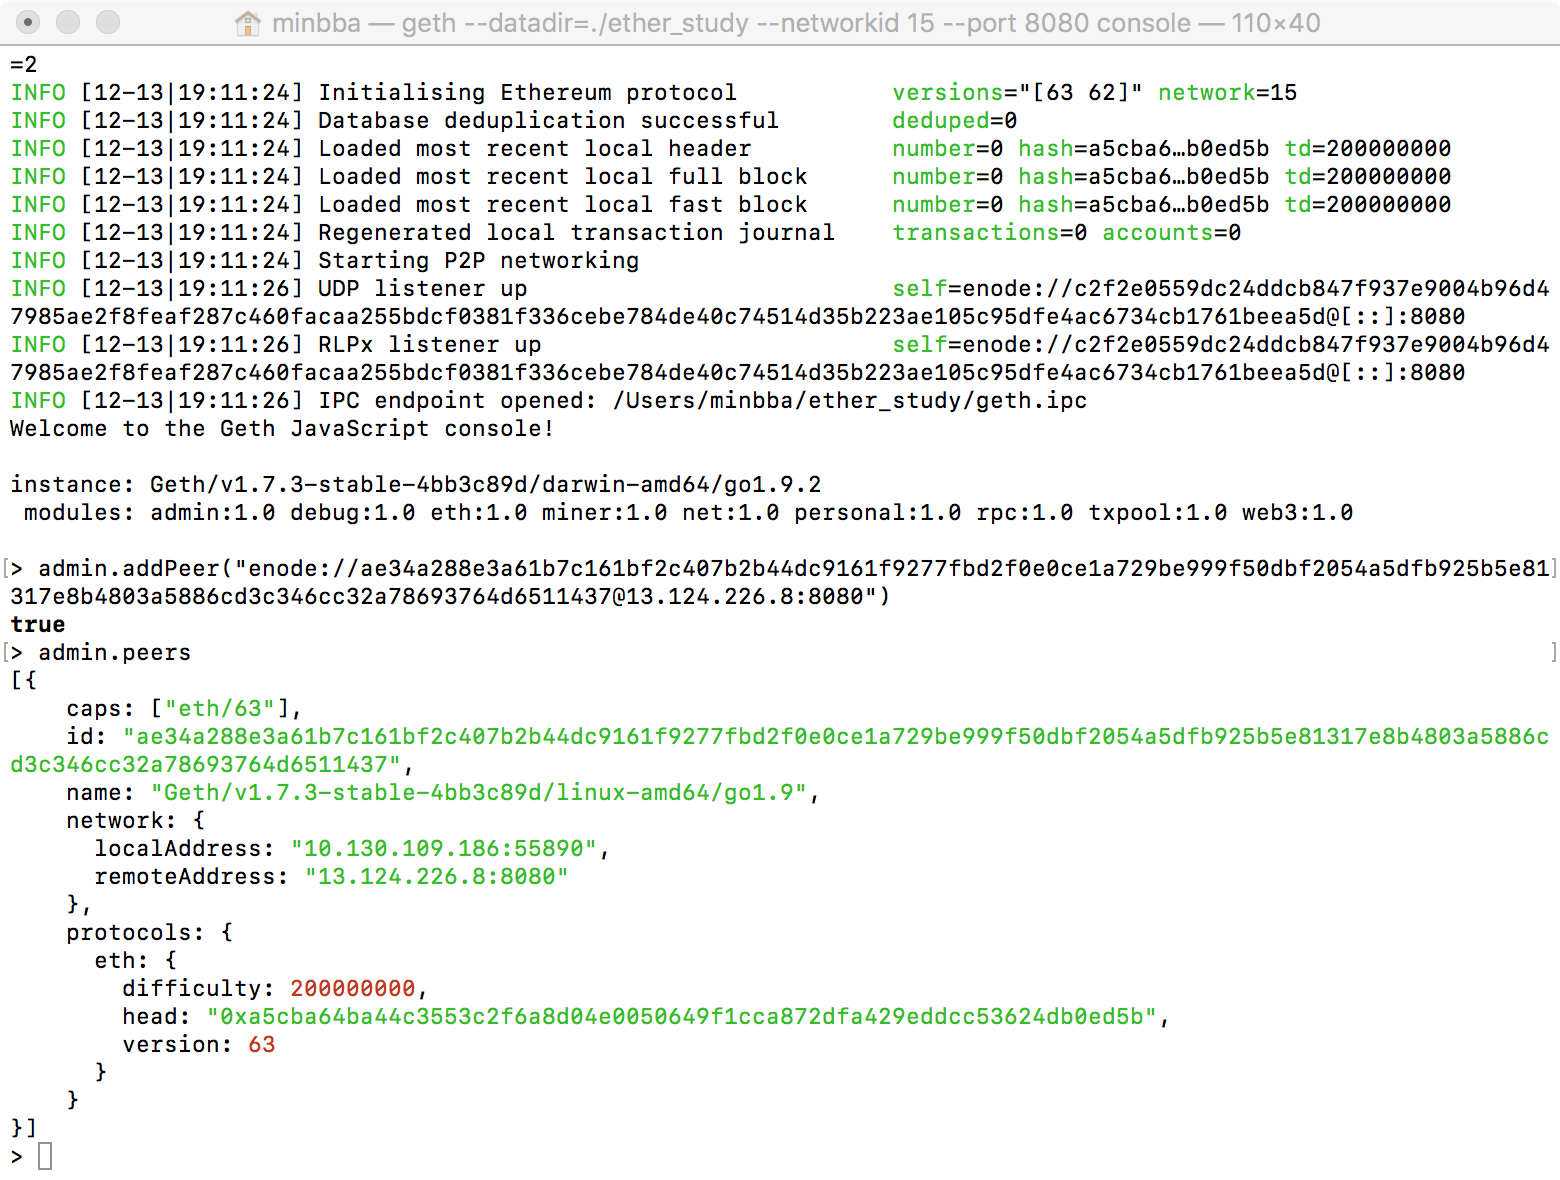 minbba — geth --datadir=./ether_study --networkid 15 --port 8080 console — 110×40
=2
INFO [12-13|19:11:24] Initialising Ethereum protocol           versions="[63 62]" network=15
INFO [12-13|19:11:24] Database deduplication successful        deduped=0
INFO [12-13|19:11:24] Loaded most recent local header          number=0 hash=a5cba6…b0ed5b td=200000000
INFO [12-13|19:11:24] Loaded most recent local full block      number=0 hash=a5cba6…b0ed5b td=200000000
INFO [12-13|19:11:24] Loaded most recent local fast block      number=0 hash=a5cba6…b0ed5b td=200000000
INFO [12-13|19:11:24] Regenerated local transaction journal    transactions=0 accounts=0
INFO [12-13|19:11:24] Starting P2P networking
INFO [12-13|19:11:26] UDP listener up                          self=enode://c2f2e0559dc24ddcb847f937e9004b96d4
7985ae2f8feaf287c460facaa255bdcf0381f336cebe784de40c74514d35b223ae105c95dfe4ac6734cb1761beea5d@[::]:8080
INFO [12-13|19:11:26] RLPx listener up                         self=enode://c2f2e0559dc24ddcb847f937e9004b96d4
7985ae2f8feaf287c460facaa255bdcf0381f336cebe784de40c74514d35b223ae105c95dfe4ac6734cb1761beea5d@[::]:8080
INFO [12-13|19:11:26] IPC endpoint opened: /Users/minbba/ether_study/geth.ipc
Welcome to the Geth JavaScript console!
instance: Geth/v1.7.3-stable-4bb3c89d/darwin-amd64/go1.9.2
 modules: admin:1.0 debug:1.0 eth:1.0 miner:1.0 net:1.0 personal:1.0 rpc:1.0 txpool:1.0 web3:1.0
[> admin.addPeer("enode://ae34a288e3a61b7c161bf2c407b2b44dc9161f9277fbd2f0e0ce1a729be999f50dbf2054a5dfb925b5e81]
317e8b4803a5886cd3c346cc32a78693764d6511437@13.124.226.8:8080")
true
[> admin.peers ]
[{
    caps: ["eth/63"],
    id: "ae34a288e3a61b7c161bf2c407b2b44dc9161f9277fbd2f0e0ce1a729be999f50dbf2054a5dfb925b5e81317e8b4803a5886c
d3c346cc32a78693764d6511437",
    name: "Geth/v1.7.3-stable-4bb3c89d/linux-amd64/go1.9",
    network: {
      localAddress: "10.130.109.186:55890",
      remoteAddress: "13.124.226.8:8080"
    },
    protocols: {
      eth: {
        difficulty: 200000000,
        head: "0xa5cba64ba44c3553c2f6a8d04e0050649f1cca872dfa429eddcc53624db0ed5b",
        version: 63
      }
    }
}]
>